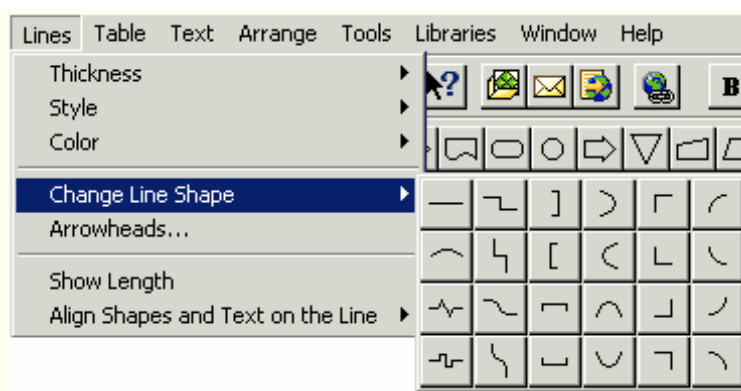 Lines Table Text Arrange Tools Libraries Window Help
Thickness
Style
Color
Change Line Shape
Arrowheads...
Show Length
Align Shapes and Text on the Line
B